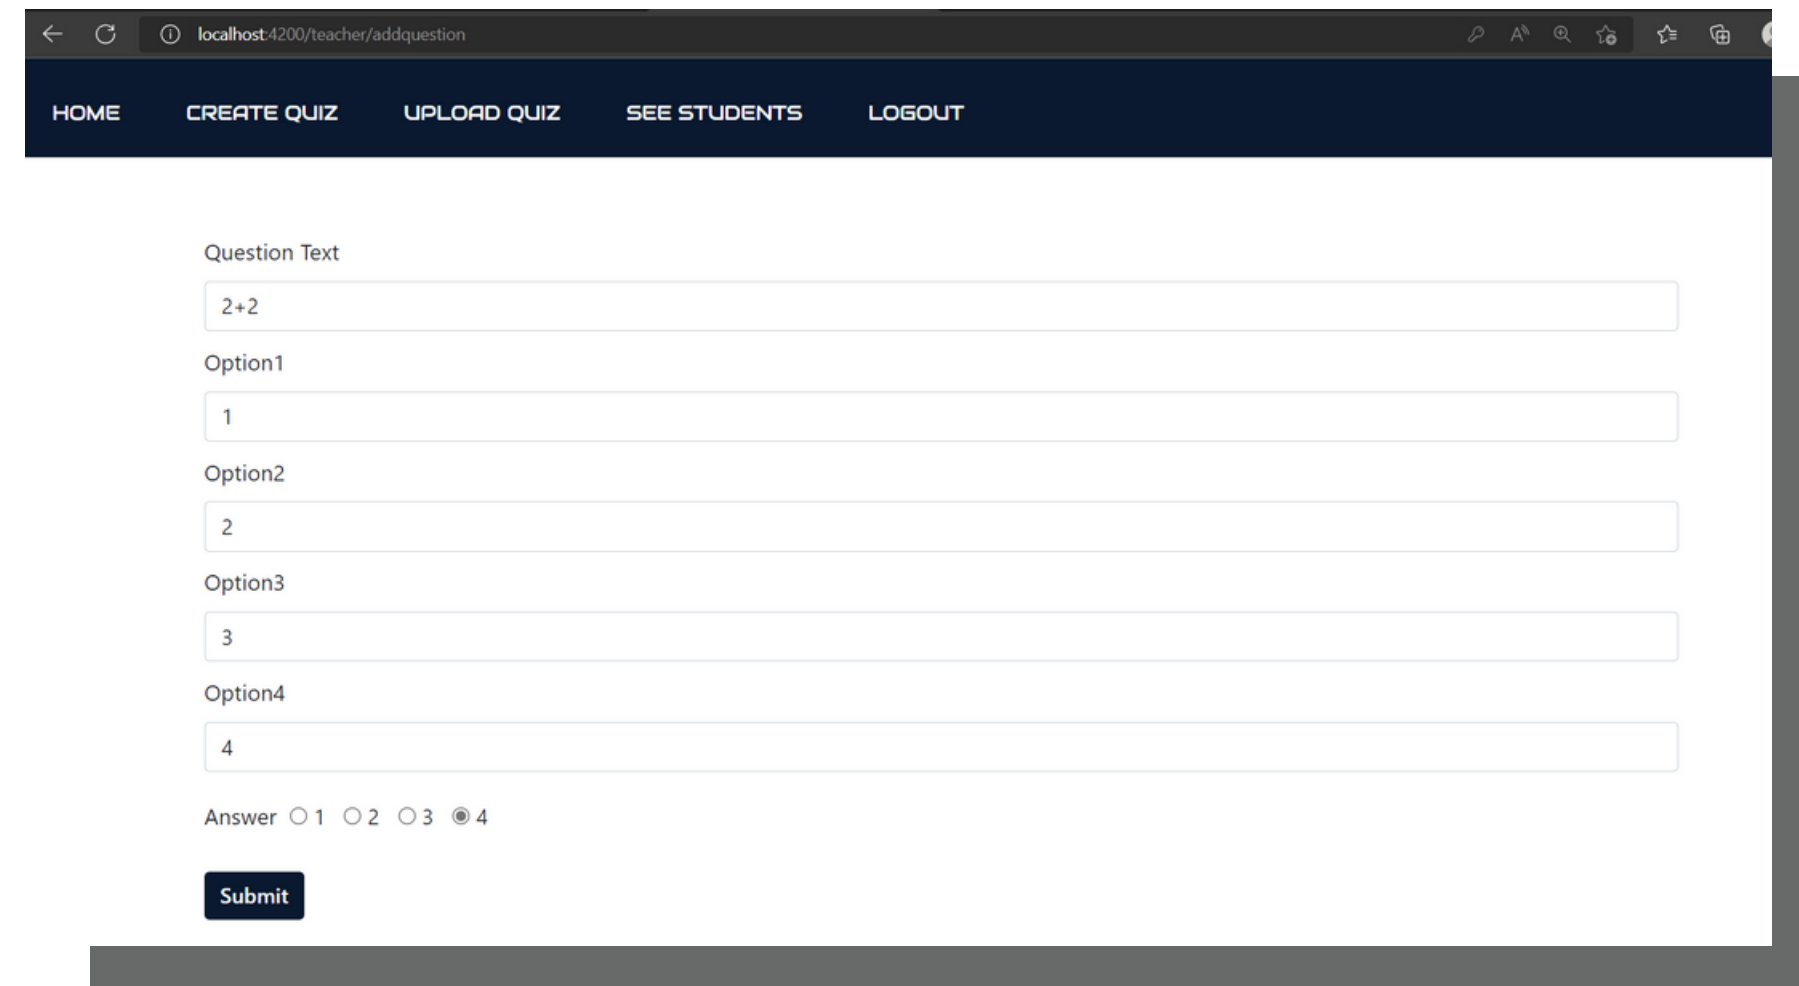 localhost:4200/teacher/addquestion
HOME CREATE QUIZ UPLOAD QUIZ SEE STUDENTS LOGOUT
Question Text
2+2
Option1
1
Option2
2
Option3
3
Option4
4
Answer 1 2 3 4
Submit